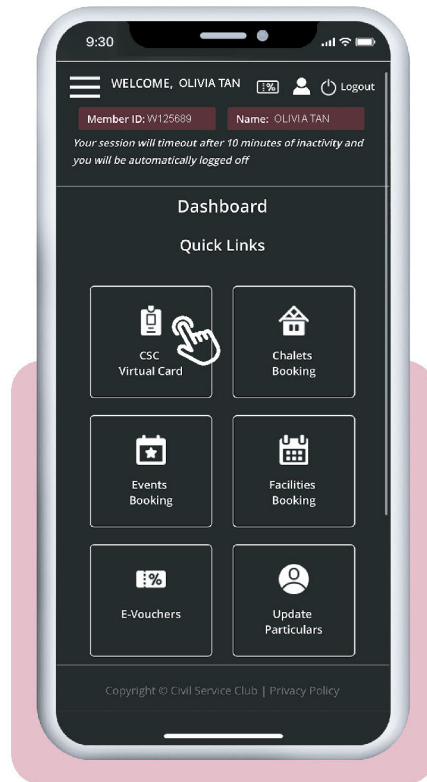 9:30
WELCOME, OLIVIA TAN
%
Logout
Member ID: W125689
Name: OLIVIA TAN
Your session will timeout after 10 minutes of inactivity and
you will be automatically logged off
Dashboard
Quick Links
CSC
Virtual Card
Chalets
Booking
Events
Booking
Facilities
Booking
%
E-Vouchers
Update
Particulars
Copyright © Civil Service Club | Privacy Policy